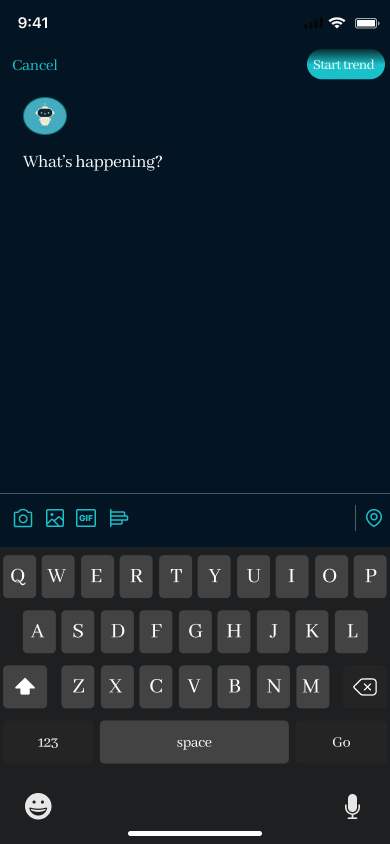 9:41
Cancel
Start trend
What's happening?
GIF
Q W E R T Y U I O P
A S D F G H J K L
Z X C V B N M
123 space Go